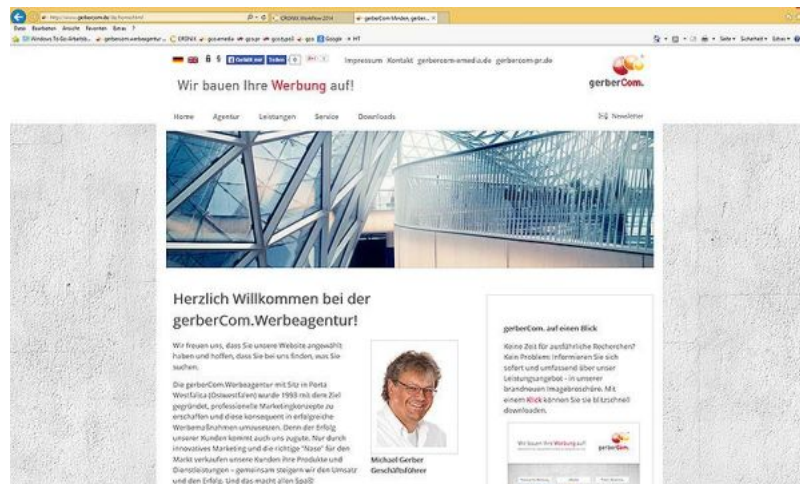 Datei Bearbeiten Ansicht Favoriten Extras ?
Impressum Kontakt gerbercom-emedia.de gerbercom-pr.de
Wir bauen Ihre Werbung auf!
gerberCom.
Home Agentur Leistungen Service Downloads
Newsletter
Herzlich Willkommen bei der
gerberCom.Werbeagentur!
Wir freuen uns, dass Sie unsere Website angewählt
haben und hoffen, dass Sie bei uns finden, was Sie
suchen.
Die gerberCom.Werbeagentur mit Sitz in Porta
Westfalica (Ostwestfalen) wurde 1993 mit dem Ziel
gegründet, professionelle Marketingkonzepte zu
erschaffen und diese konsequent in erfolgreiche
Werbemaßnahmen umzusetzen. Denn der Erfolg
unserer Kunden kommt auch uns zugute. Nur durch
innovatives Marketing und die richtige "Nase" für den
Markt verkaufen unsere Kunden ihre Produkte und
Dienstleistungen – gemeinsam steigern wir den Umsatz
und den Erfolg. Und das macht allen Spaß!
Michael Gerber
Geschäftsführer
gerberCom. auf einen Blick
Keine Zeit für ausführliche Recherchen?
Kein Problem: Informieren Sie sich
sofort und umfassend über unser
Leistungsangebot - in unserer
brandneuen Imagebroschüre. Mit
einem Klick können Sie sie blitzschnell
downloaden.
Wir bauen Ihre Werbung auf!
gerberCom.